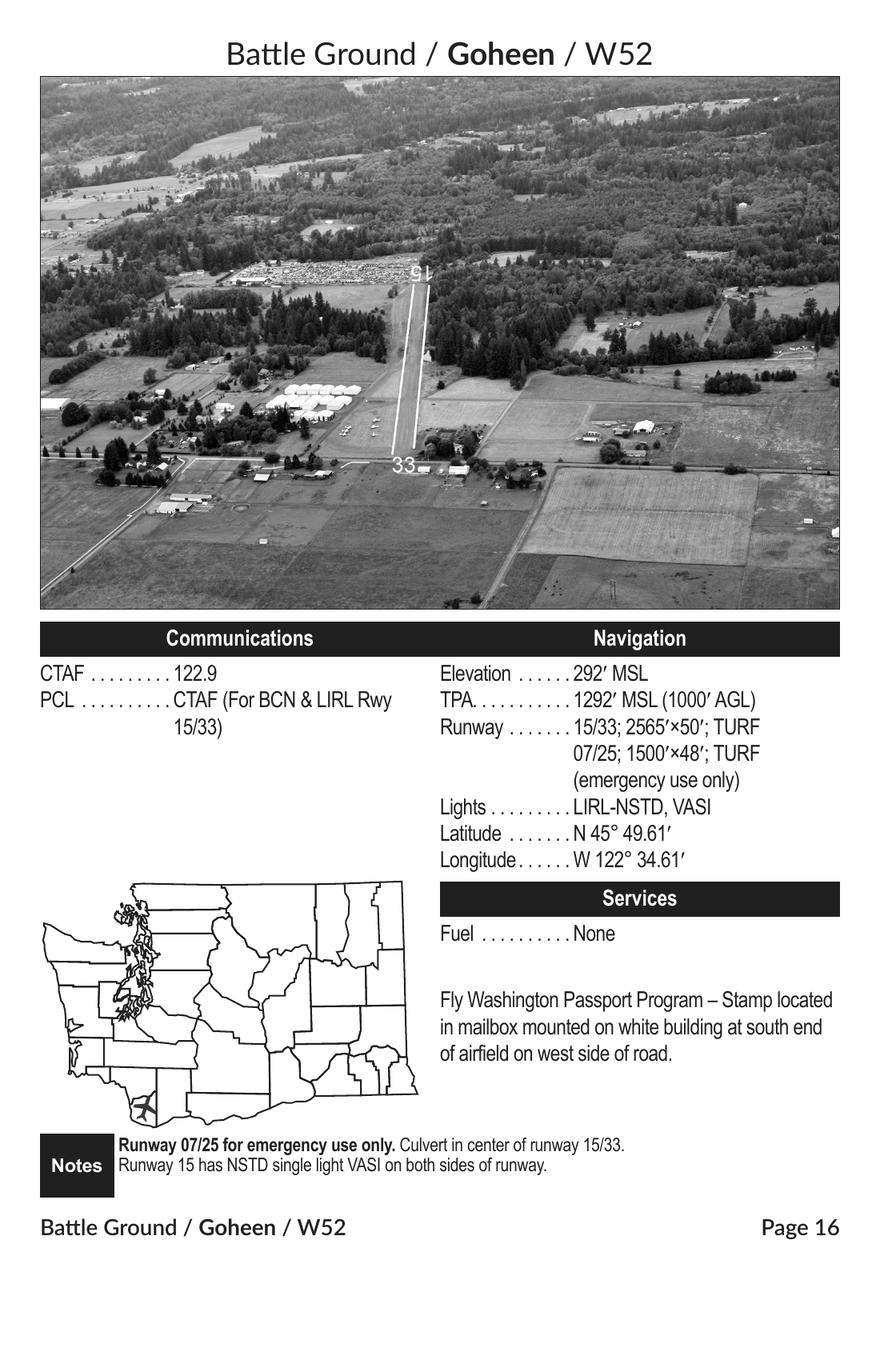 Battle Ground / Goheen / W52
15
33
Communications
CTAF . . . . . . . . . 122.9
PCL . . . . . . . . . . CTAF (For BCN & LIRL Rwy
15/33)
Navigation
Elevation . . . . . . 292′ MSL
TPA. . . . . . . . . . . 1292′ MSL (1000′ AGL)
Runway . . . . . . . 15/33; 2565′×50′; TURF
07/25; 1500′×48′; TURF
(emergency use only)
Lights . . . . . . . . . LIRL-NSTD, VASI
Latitude . . . . . . . N 45° 49.61′
Longitude . . . . . . W 122° 34.61′
Services
Fuel . . . . . . . . . . None
Fly Washington Passport Program – Stamp located
in mailbox mounted on white building at south end
of airfield on west side of road.
Notes
Runway 07/25 for emergency use only. Culvert in center of runway 15/33.
Runway 15 has NSTD single light VASI on both sides of runway.
Battle Ground / Goheen / W52
Page 16